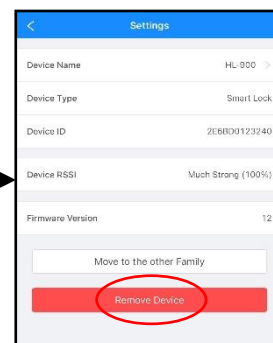 Settings
Device Name HL-900
Device Type Smart Lock
Device ID 2E6BD0123240
Device RSSI Much Strong (100%)
Firmware Version 12
Move to the other Family
Remove Device